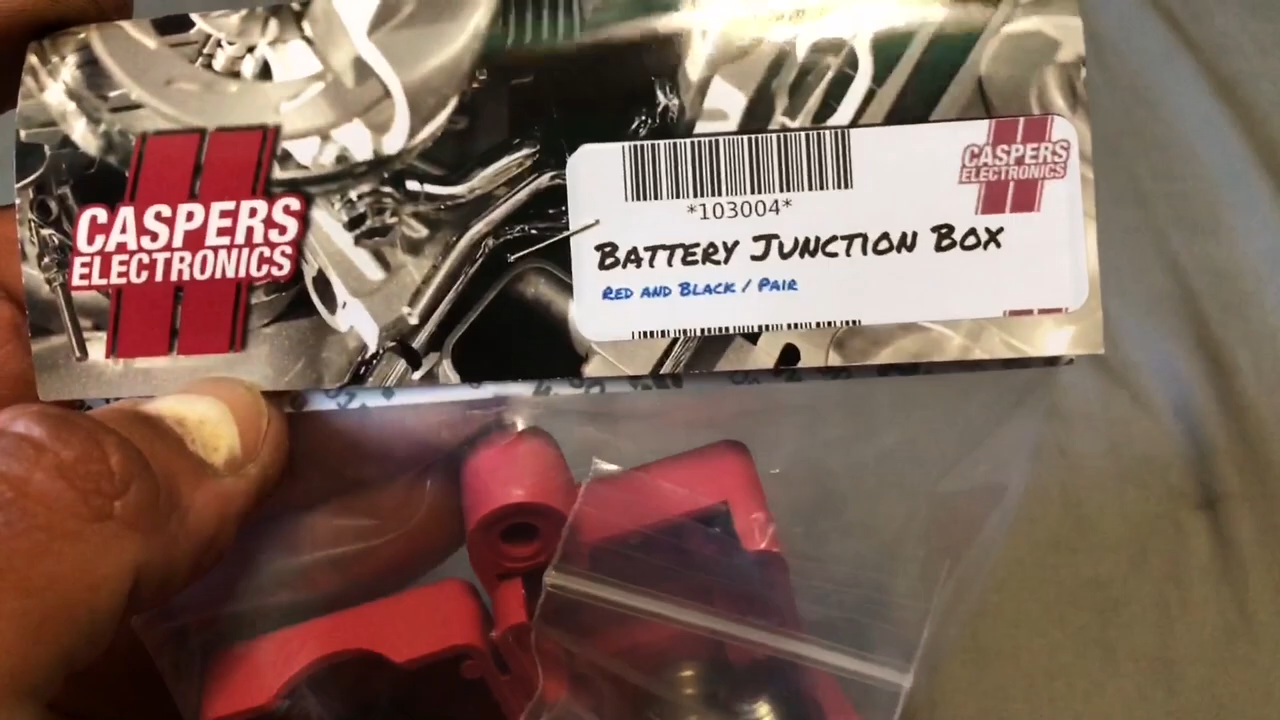 CASPERS
ELECTRONICS
*103004*
CASPERS
ELECTRONICS
BATTERY JUNCTION BOX
RED AND BLACK / PAIR